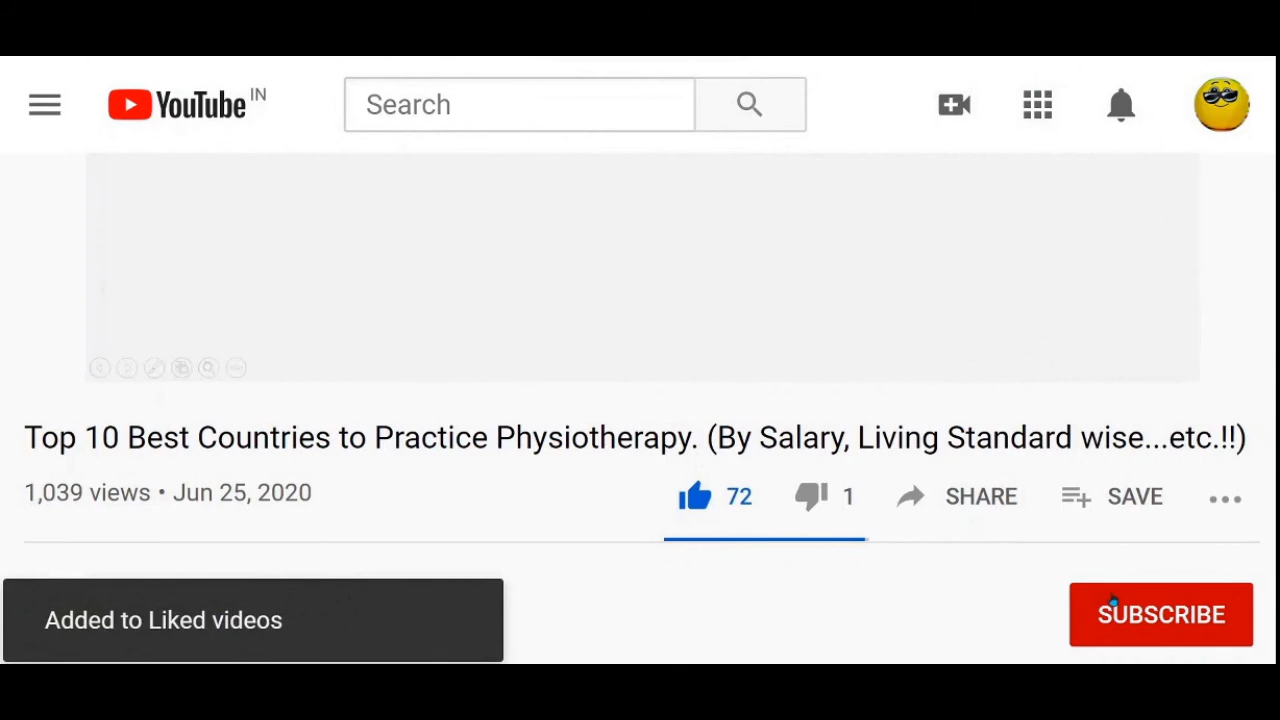 YouTube IN
Search
Top 10 Best Countries to Practice Physiotherapy. (By Salary, Living Standard wise...etc.!!)
1,039 views • Jun 25, 2020
72 1 SHARE SAVE
Added to Liked videos
SUBSCRIBE